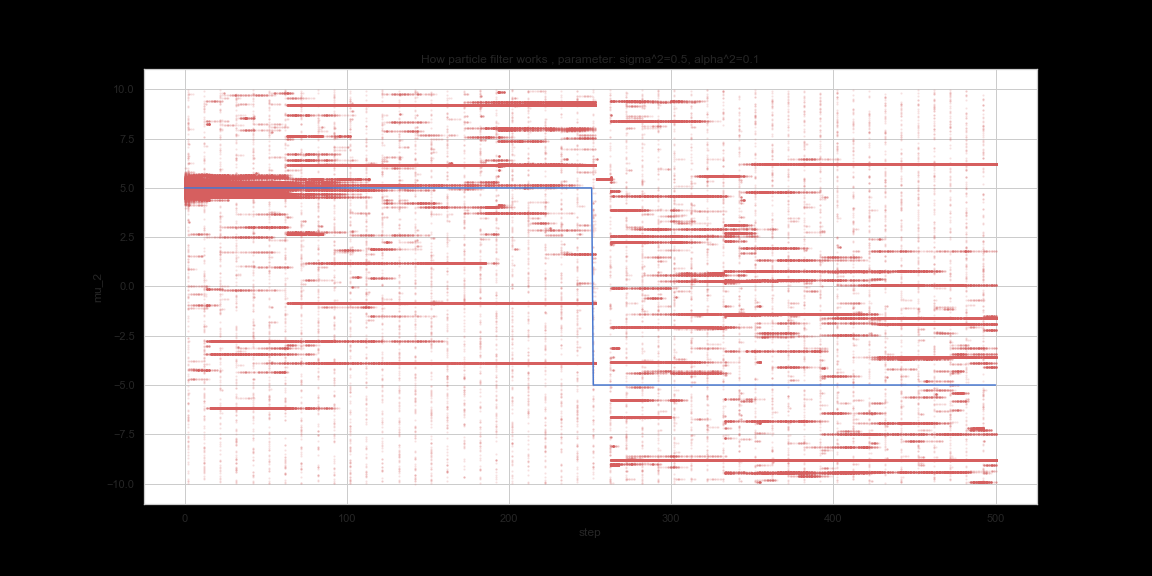 How particle filter works , parameter: sigma^2=0.5, alpha^2=0.1
10.0
7.5
5.0
2.5
0.0
−2.5
−5.0
−7.5
−10.0
mu_2
0 100 200 300 400 500
step